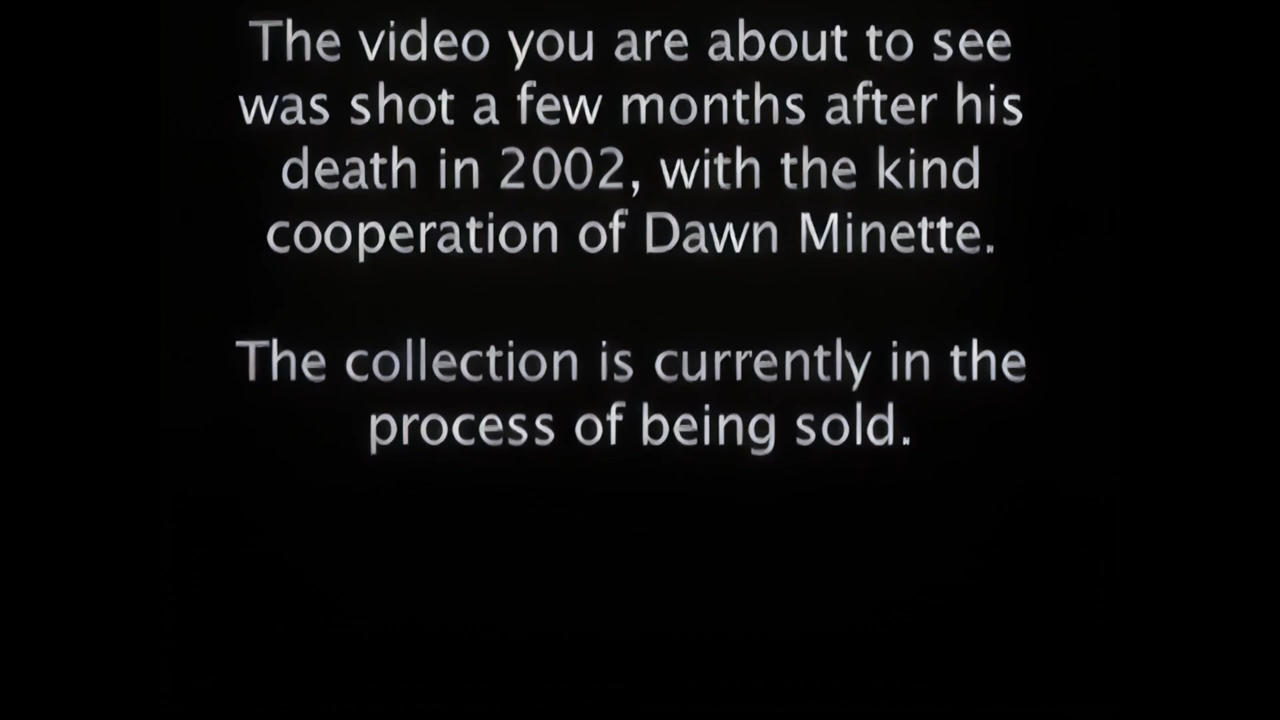 The video you are about to see
was shot a few months after his
death in 2002, with the kind
cooperation of Dawn Minette.
The collection is currently in the
process of being sold.